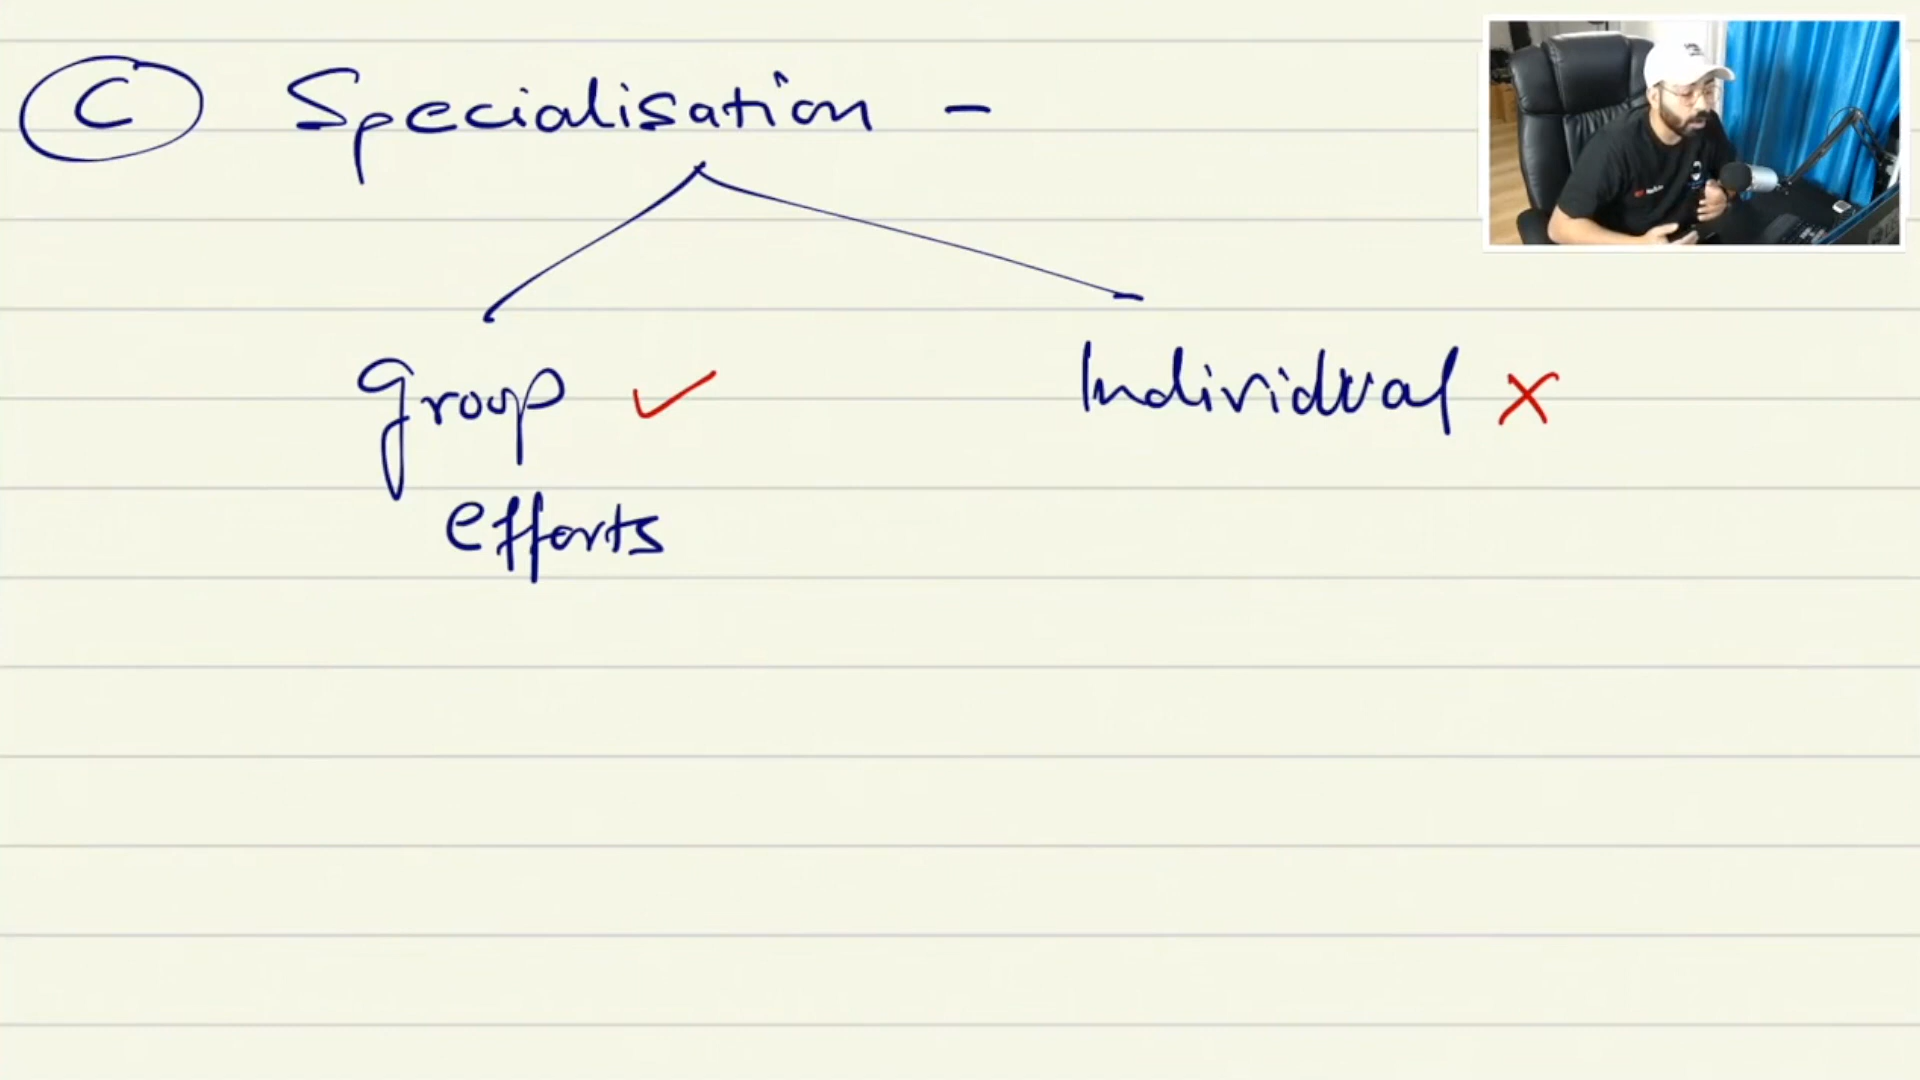 C Specialisation -
Group ✓ Individual ✗
efforts